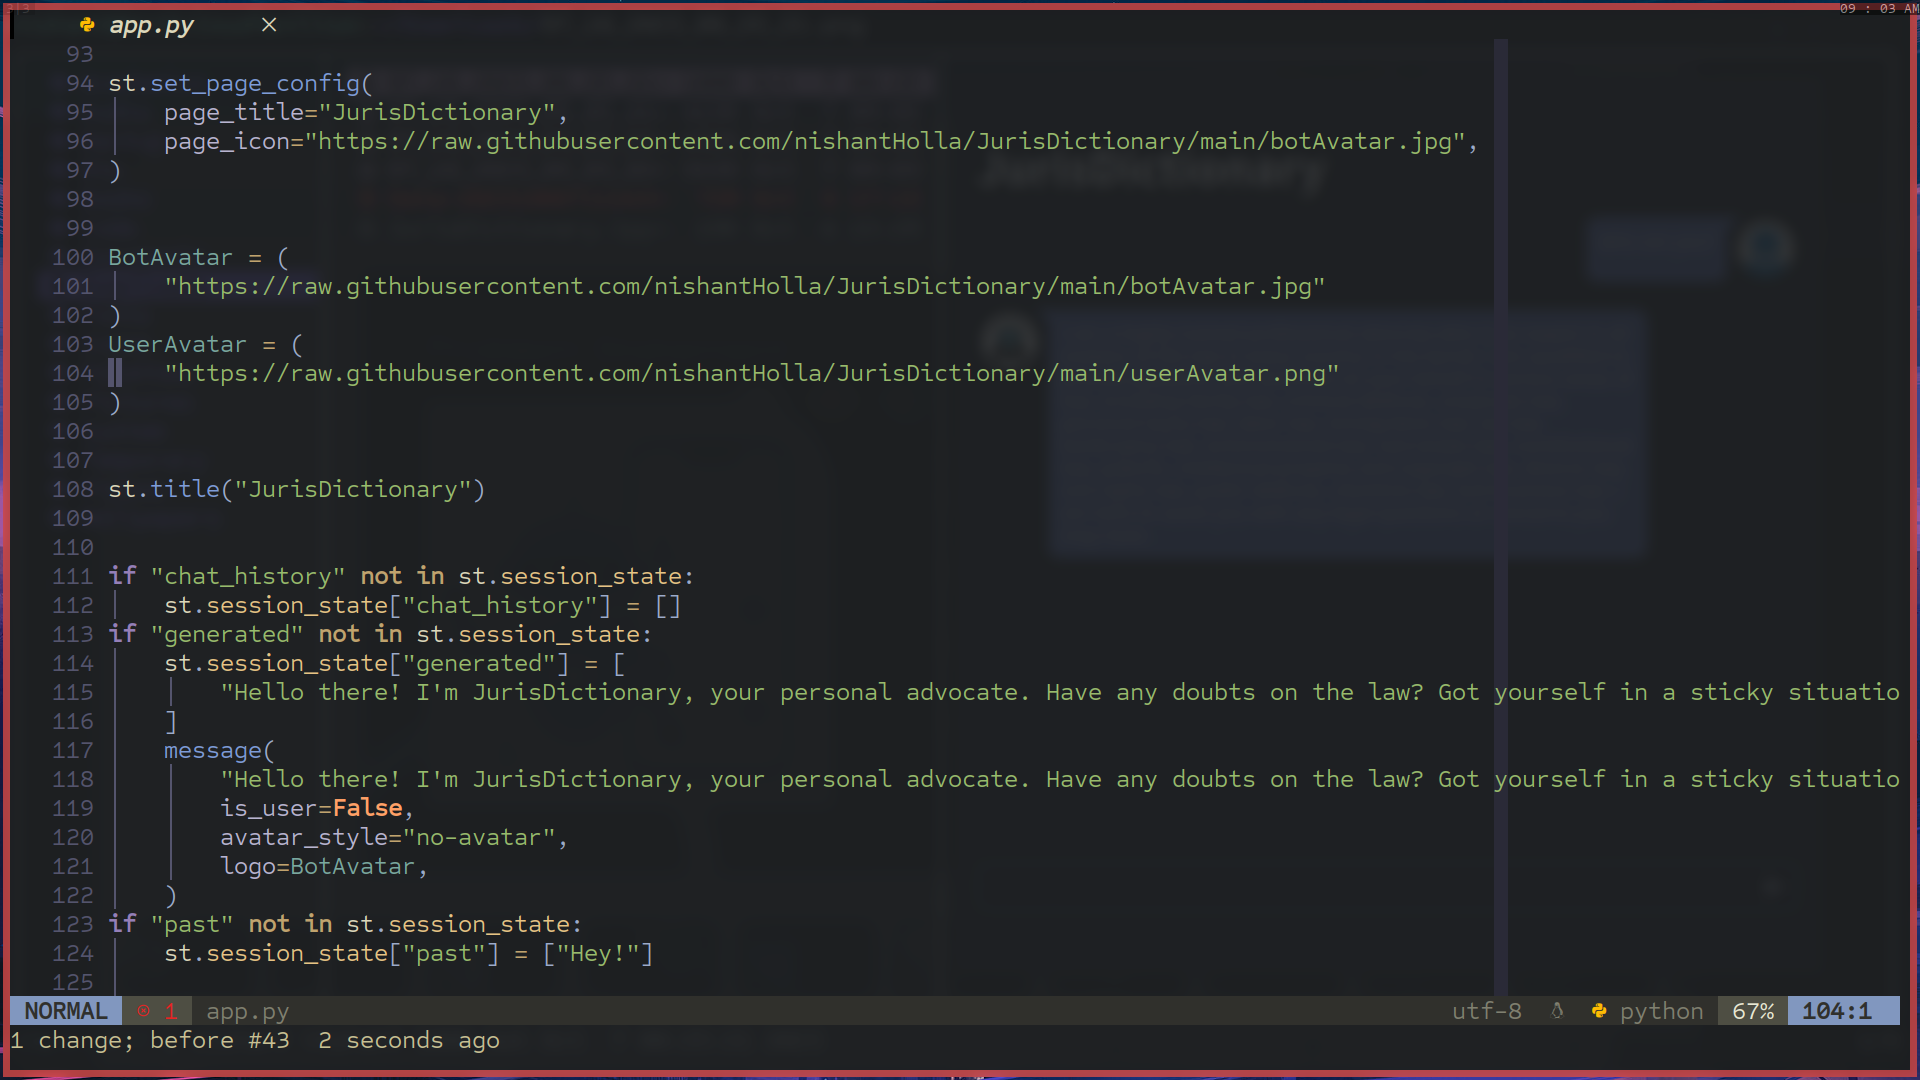 09 : 03 AM
app.py ×
93
94 st.set_page_config(
95     page_title="JurisDictionary",
96     page_icon="https://raw.githubusercontent.com/nishantHolla/JurisDictionary/main/botAvatar.jpg",
97 )
98
99
100 BotAvatar = (
101     "https://raw.githubusercontent.com/nishantHolla/JurisDictionary/main/botAvatar.jpg"
102 )
103 UserAvatar = (
104     "https://raw.githubusercontent.com/nishantHolla/JurisDictionary/main/userAvatar.png"
105 )
106
107
108 st.title("JurisDictionary")
109
110
111 if "chat_history" not in st.session_state:
112     st.session_state["chat_history"] = []
113 if "generated" not in st.session_state:
114     st.session_state["generated"] = [
115         "Hello there! I'm JurisDictionary, your personal advocate. Have any doubts on the law? Got yourself in a sticky situatio
116     ]
117     message(
118         "Hello there! I'm JurisDictionary, your personal advocate. Have any doubts on the law? Got yourself in a sticky situatio
119         is_user=False,
120         avatar_style="no-avatar",
121         logo=BotAvatar,
122     )
123 if "past" not in st.session_state:
124     st.session_state["past"] = ["Hey!"]
125
NORMAL 1 app.py utf-8 python 67% 104:1
1 change; before #43  2 seconds ago
JurisDictionary